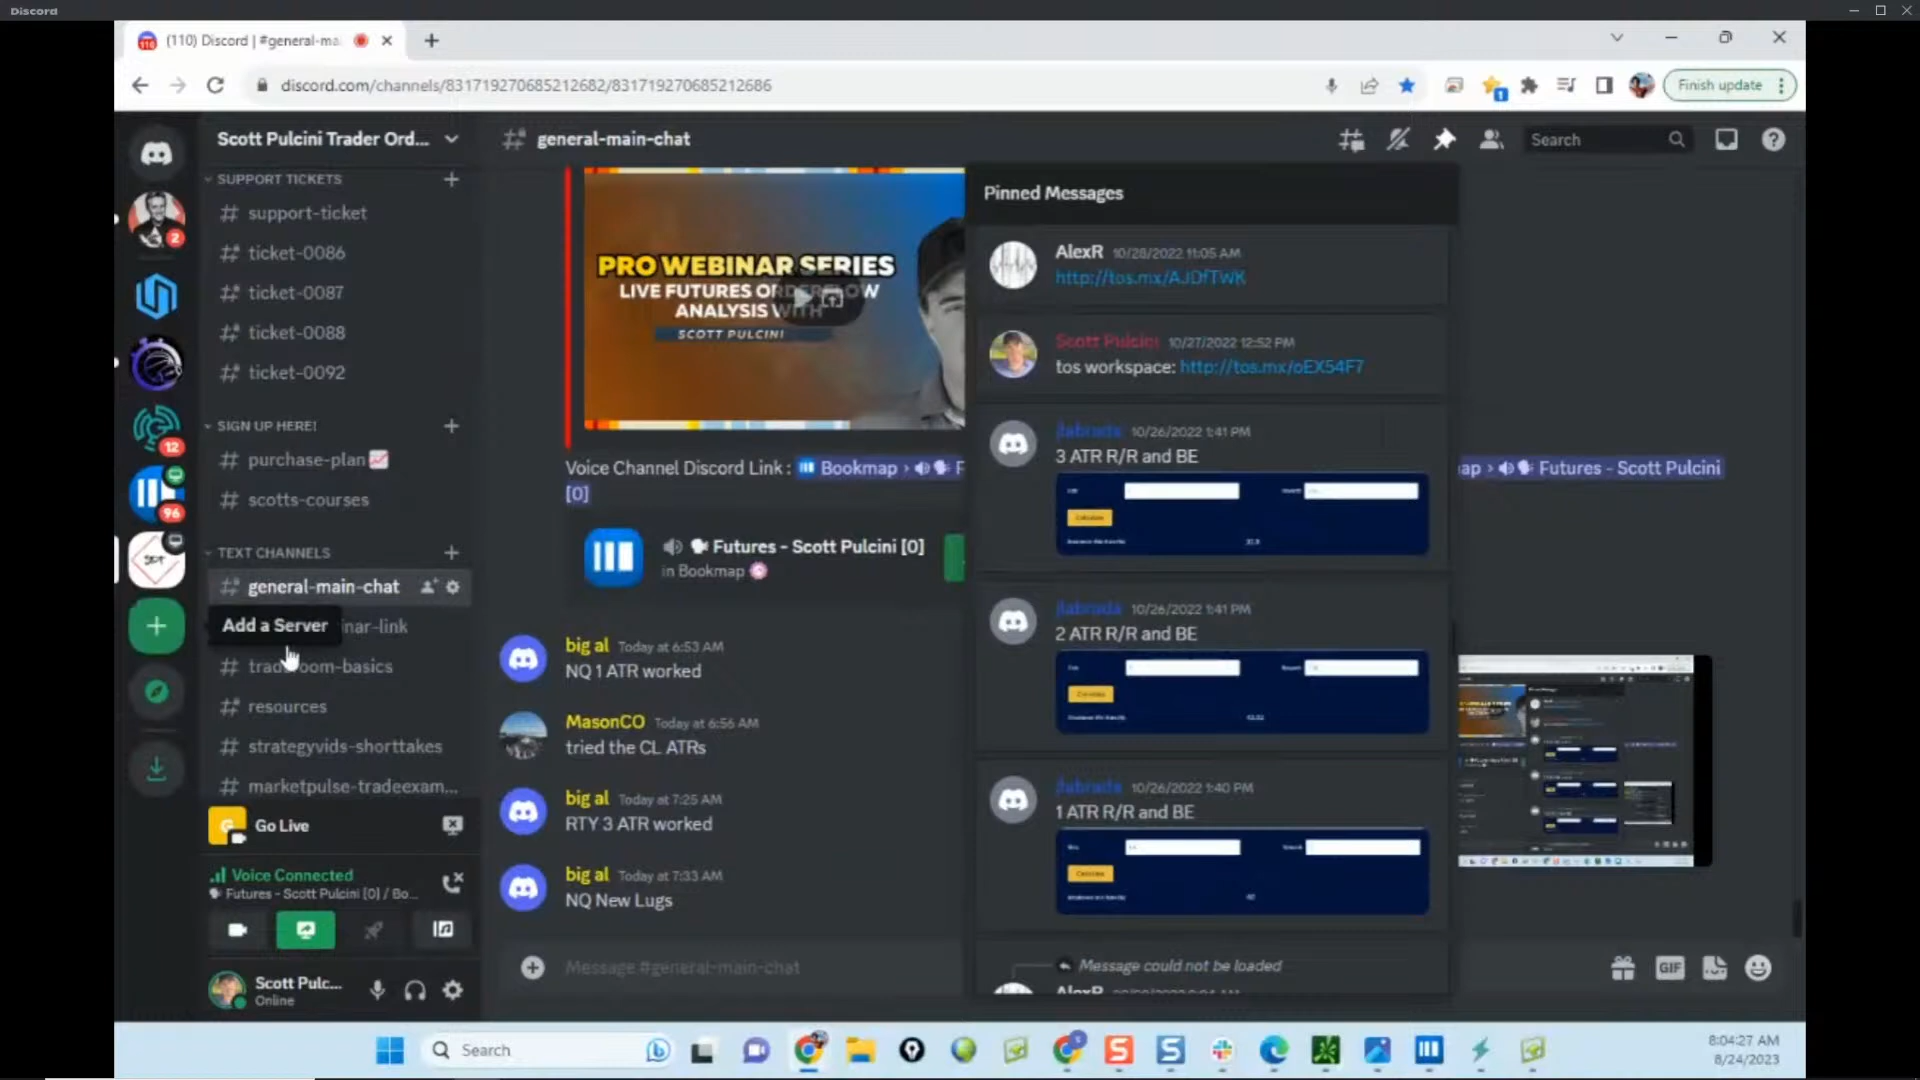 Discord
(110) Discord | #general-ma
discord.com/channels/831719270685212682/831719270685212686
1
Finish update
Scott Pulcini Trader Ord...
SUPPORT TICKETS
support-ticket
ticket-0086
ticket-0087
ticket-0088
ticket-0092
SIGN UP HERE!
purchase-plan
scotts-courses
TEXT CHANNELS
general-main-chat
Add a Server
nar-link
resources
strategyvids-shorttakes
marketpulse-tradeexam...
2
12
96
Go Live
Voice Connected
Futures - Scott Pulcini [0] / Bo...
Scott Pulc...
Online
general-main-chat
Search
PRO WEBINAR SERIES
LIVE FUTURES ORDERFLOW
ANALYSIS WITH
SCOTT PULCINI
Voice Channel Discord Link : Bookmap › F
[0]
Futures - Scott Pulcini [0]
in Bookmap
big al Today at 6:53 AM
NQ 1 ATR worked
MasonCO Today at 6:56 AM
tried the CL ATRs
big al Today at 7:25 AM
RTY 3 ATR worked
big al Today at 7:33 AM
NQ New Lugs
Message #general-main-chat
Pinned Messages
AlexR 10/28/2022 11:05 AM
http://tos.mx/AJDfTWK
Scott Pulcini 10/27/2022 12:52 PM
tos workspace: http://tos.mx/oEX54F7
jlabrada 10/26/2022 1:41 PM
3 ATR R/R and BE
jlabrada 10/26/2022 1:41 PM
2 ATR R/R and BE
jlabrada 10/26/2022 1:40 PM
1 ATR R/R and BE
Message could not be loaded
AlexR
ap › Futures - Scott Pulcini
GIF
Search
8:04:27 AM
8/24/2023